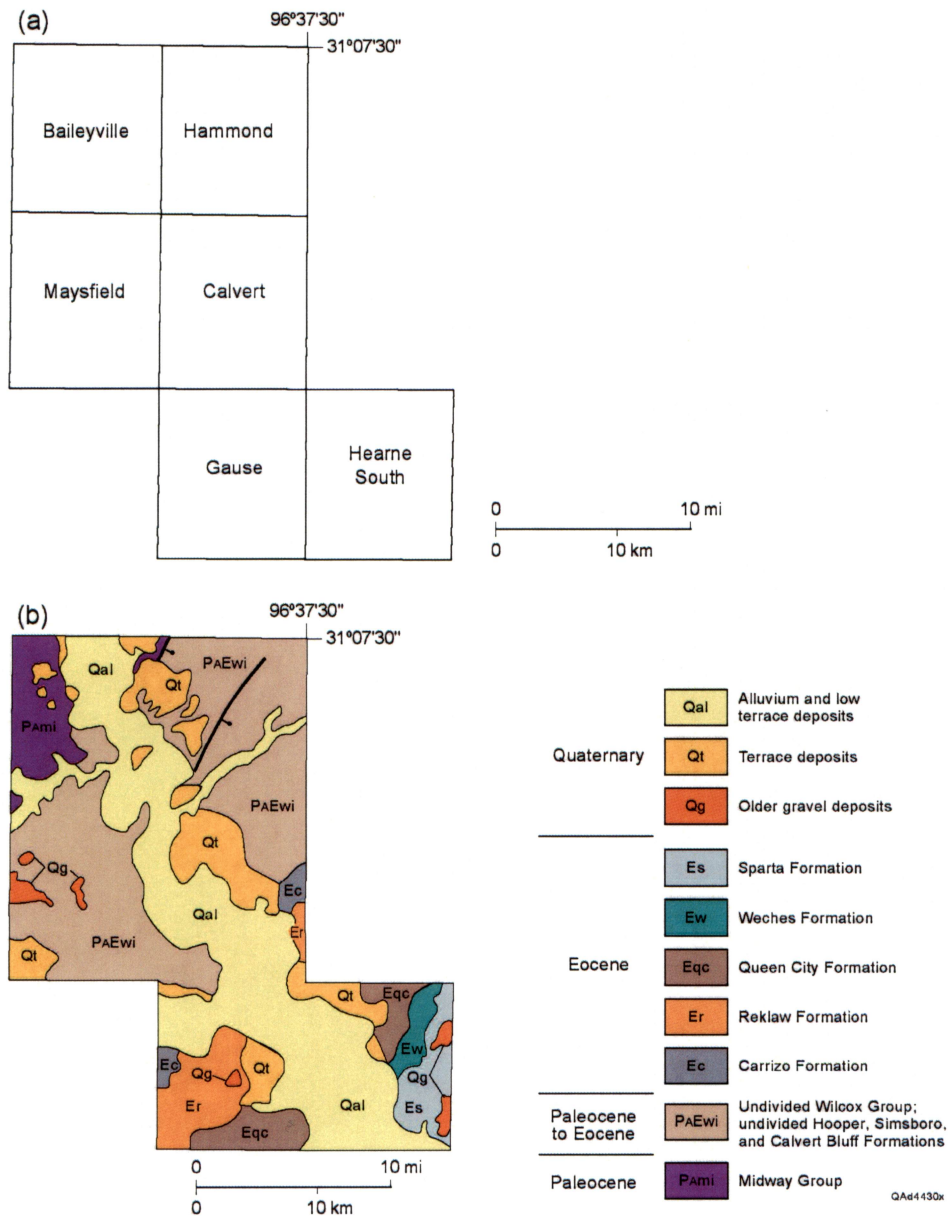 (a)
96º37'30"
31º07'30"
Baileyville
Hammond
Maysfield
Calvert
Gause
Hearne
South
0 10 mi
0 10 km
(b)
96º37'30"
31º07'30"
Qal
PAEwi
Qt
PAmi
PAEwi
Qt
Qg
Ec
Qal
Er
PAEwi
Qt
Qt
Eqc
Ew
Ec
Qg
Qt
Qg
Er
Qal
Es
Eqc
0 10 mi
0 10 km
Quaternary
Qal Alluvium and low
terrace deposits
Qt Terrace deposits
Qg Older gravel deposits
Eocene
Es Sparta Formation
Ew Weches Formation
Eqc Queen City Formation
Er Reklaw Formation
Ec Carrizo Formation
Paleocene
to Eocene
PAEwi Undivided Wilcox Group;
undivided Hooper, Simsboro,
and Calvert Bluff Formations
Paleocene
PAmi Midway Group
QAd4430x